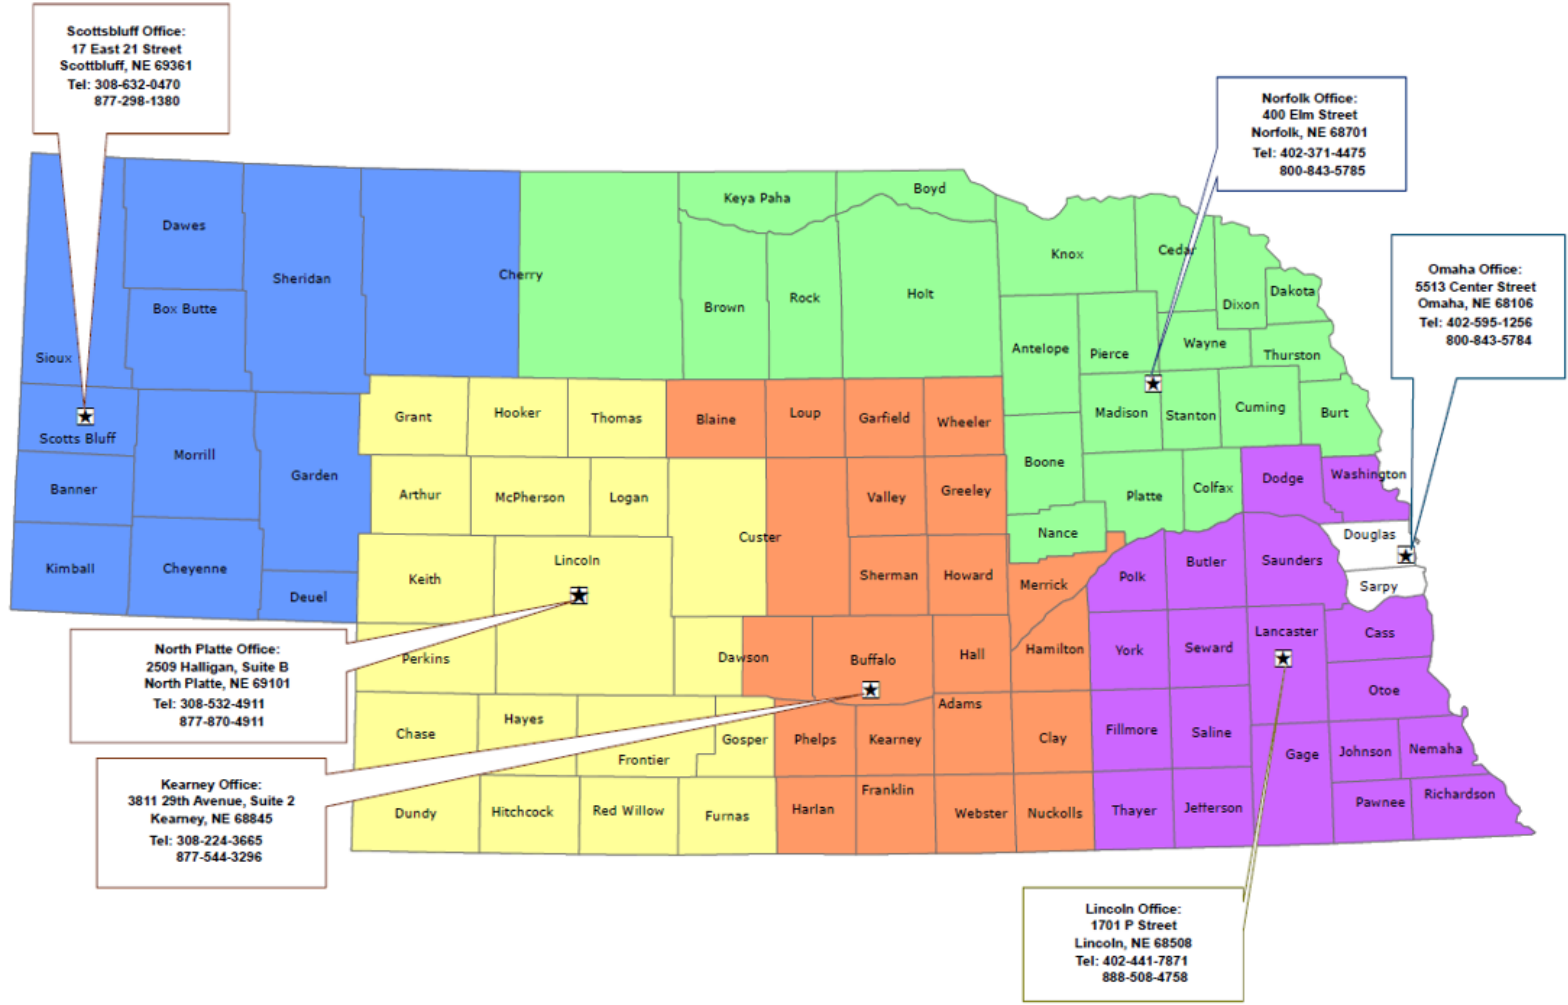 Scottsbluff Office:
17 East 21 Street
Scottbluff, NE 69361
Tel: 308-632-0470
877-298-1380
Norfolk Office:
400 Elm Street
Norfolk, NE 68701
Tel: 402-371-4475
800-843-5785
Omaha Office:
5513 Center Street
Omaha, NE 68106
Tel: 402-595-1256
800-843-5784
Dawes
Sheridan
Cherry
Keya Paha
Boyd
Knox
Cedar
Box Butte
Brown
Rock
Holt
Dixon
Dakota
Sioux
Antelope
Pierce
Wayne
Thurston
Scotts Bluff
Grant
Hooker
Thomas
Blaine
Loup
Garfield
Wheeler
Madison
Stanton
Cuming
Burt
Morrill
Garden
Banner
Arthur
McPherson
Logan
Valley
Greeley
Boone
Platte
Colfax
Dodge
Washington
Custer
Nance
Douglas
Kimball
Cheyenne
Deuel
Keith
Lincoln
Sherman
Howard
Merrick
Polk
Butler
Saunders
Sarpy
Perkins
Dawson
Buffalo
Hall
Hamilton
York
Seward
Lancaster
Cass
Otoe
Chase
Hayes
Frontier
Gosper
Phelps
Kearney
Adams
Clay
Fillmore
Saline
Gage
Johnson
Nemaha
Dundy
Hitchcock
Red Willow
Furnas
Harlan
Franklin
Webster
Nuckolls
Thayer
Jefferson
Pawnee
Richardson
North Platte Office:
2509 Halligan, Suite B
North Platte, NE 69101
Tel: 308-532-4911
877-870-4911
Kearney Office:
3811 29th Avenue, Suite 2
Kearney, NE 68845
Tel: 308-224-3665
877-544-3296
Lincoln Office:
1701 P Street
Lincoln, NE 68508
Tel: 402-441-7871
888-508-4758